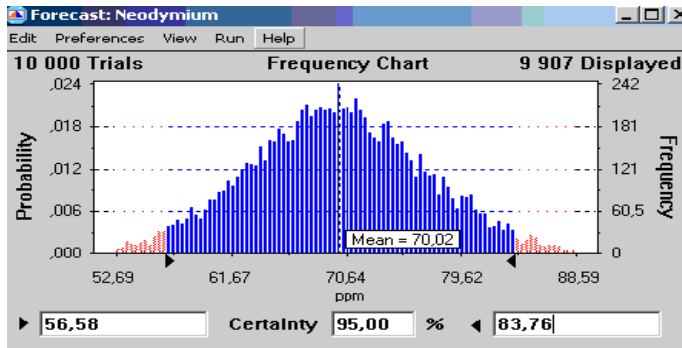 Forecast: Neodymium
Edit Preferences View Run Help
10 000 Trials Frequency Chart 9 907 Displayed
,024 242
,018 181
,012 121
,006 60,5
,000 0
Probability
Frequency
Mean = 70,02
52,69 61,67 70,64 79,62 88,59
ppm
56,58 Certainty 95,00 % 83,76